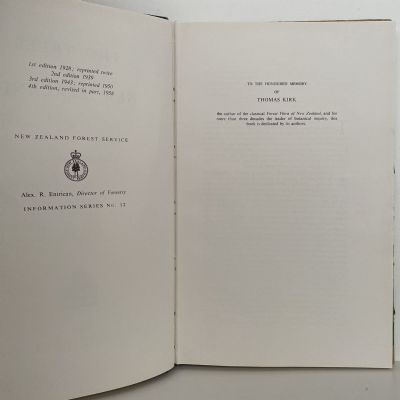 1st edition 1928; reprinted twice
2nd edition 1939
3rd edition 1943; reprinted 1950
4th edition, revised in part, 1958
NEW ZEALAND FOREST SERVICE
Alex. R. Entrican, Director of Forestry
INFORMATION SERIES No. 12
TO THE HONOURED MEMORY
OF
THOMAS KIRK
the author of the classical Forest Flora of New Zealand, and for
more than three decades the leader of botanical inquiry, this
book is dedicated by its authors.